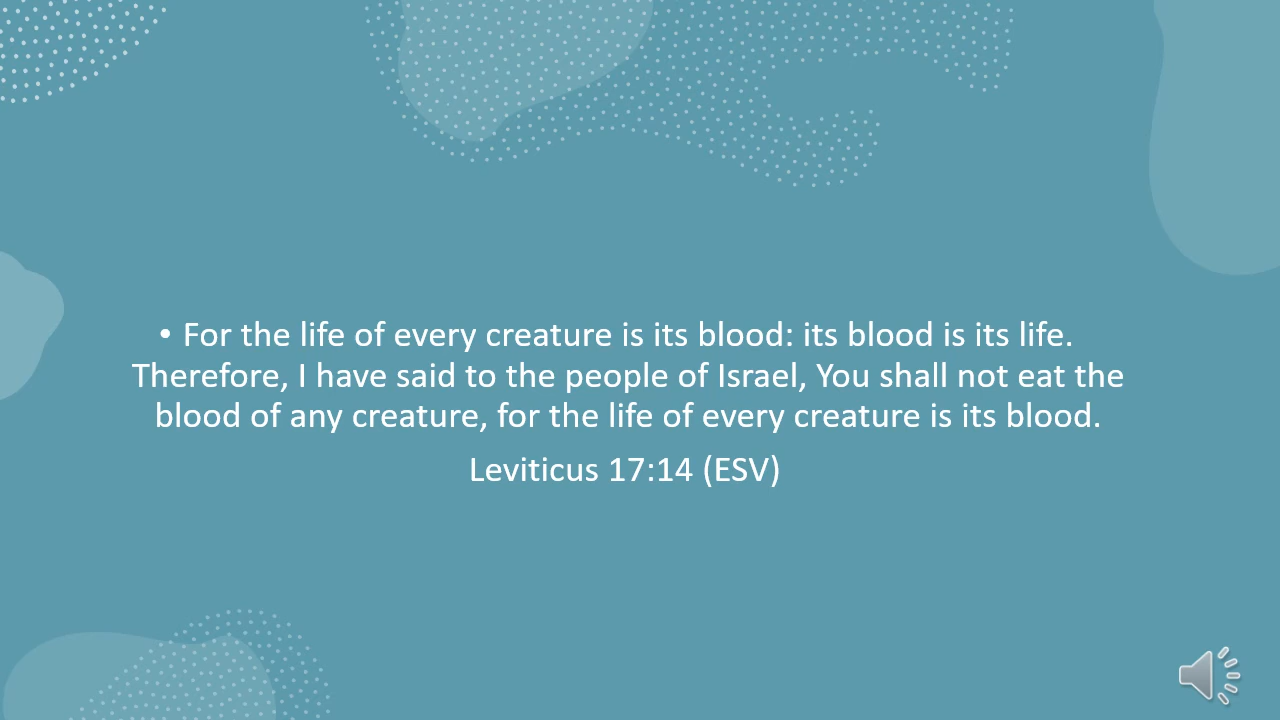 • For the life of every creature is its blood: its blood is its life.
Therefore, I have said to the people of Israel, You shall not eat the
blood of any creature, for the life of every creature is its blood.
Leviticus 17:14 (ESV)